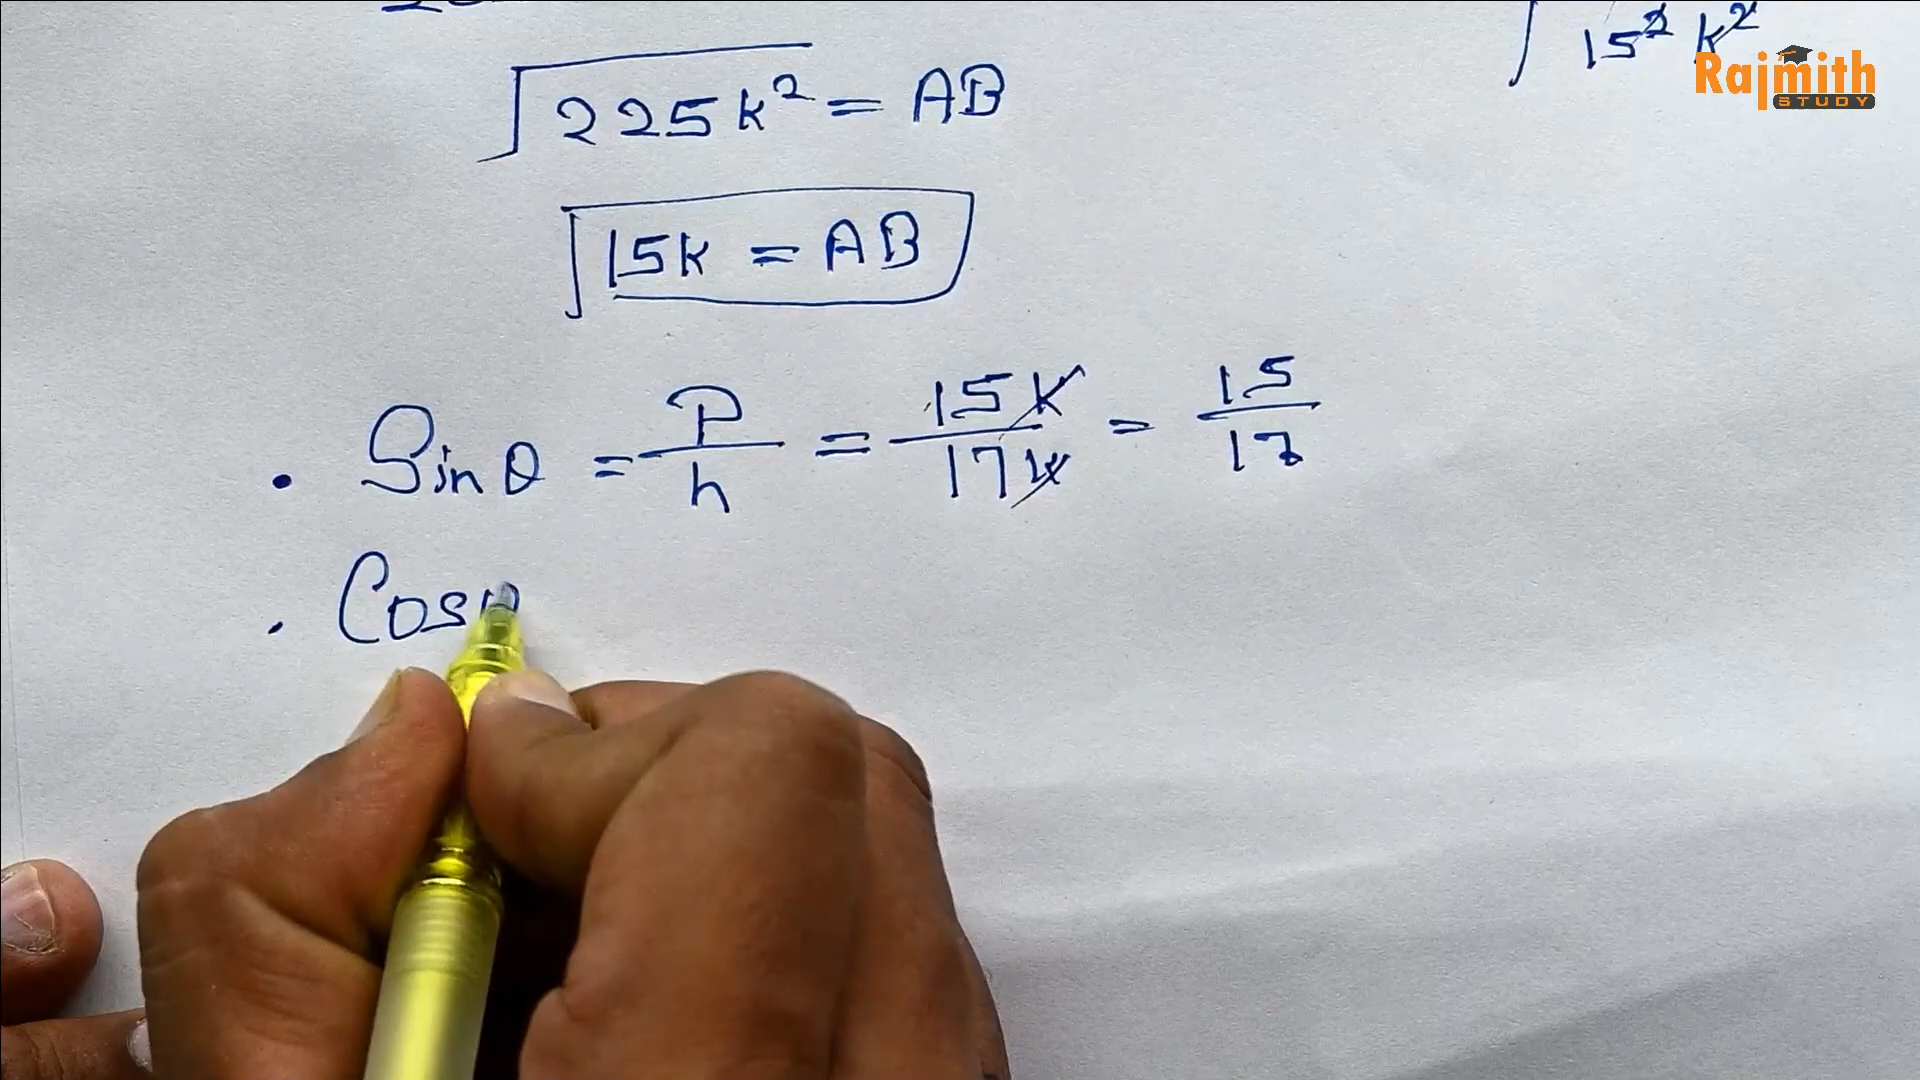 15² k²
Rajmith
STUDY
√225k² = AB
15k = AB
. Sinθ = P/h = 15k/17k = 15/17
. Cos